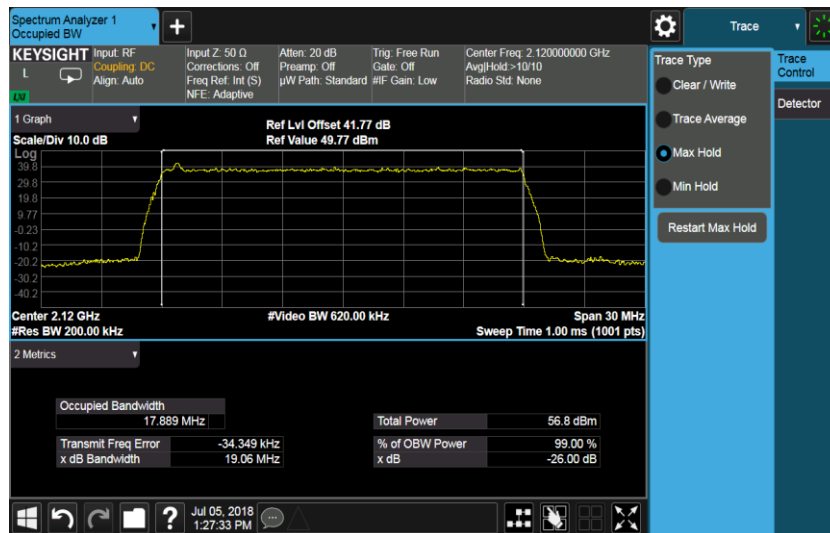 Spectrum Analyzer 1
Occupied BW
Trace
KEYSIGHT
L
LXI
Input: RF
Coupling: DC
Align: Auto
Input Z: 50 Ω
Corrections: Off
Freq Ref: Int (S)
NFE: Adaptive
Atten: 20 dB
Preamp: Off
µW Path: Standard
Trig: Free Run
Gate: Off
#IF Gain: Low
Center Freq: 2.120000000 GHz
Avg|Hold:>10/10
Radio Std: None
1 Graph
Scale/Div 10.0 dB
Ref Lvl Offset 41.77 dB
Ref Value 49.77 dBm
Log
39.8
29.8
19.8
9.77
-0.23
-10.2
-20.2
-30.2
-40.2
Center 2.12 GHz
#Res BW 200.00 kHz
#Video BW 620.00 kHz
Span 30 MHz
Sweep Time 1.00 ms (1001 pts)
2 Metrics
Occupied Bandwidth
17.889 MHz
Total Power 56.8 dBm
Transmit Freq Error -34.349 kHz
% of OBW Power 99.00 %
x dB Bandwidth 19.06 MHz
x dB -26.00 dB
?
Jul 05, 2018
1:27:33 PM
Trace Type
Clear / Write
Trace Average
Max Hold
Min Hold
Restart Max Hold
Trace
Control
Detector